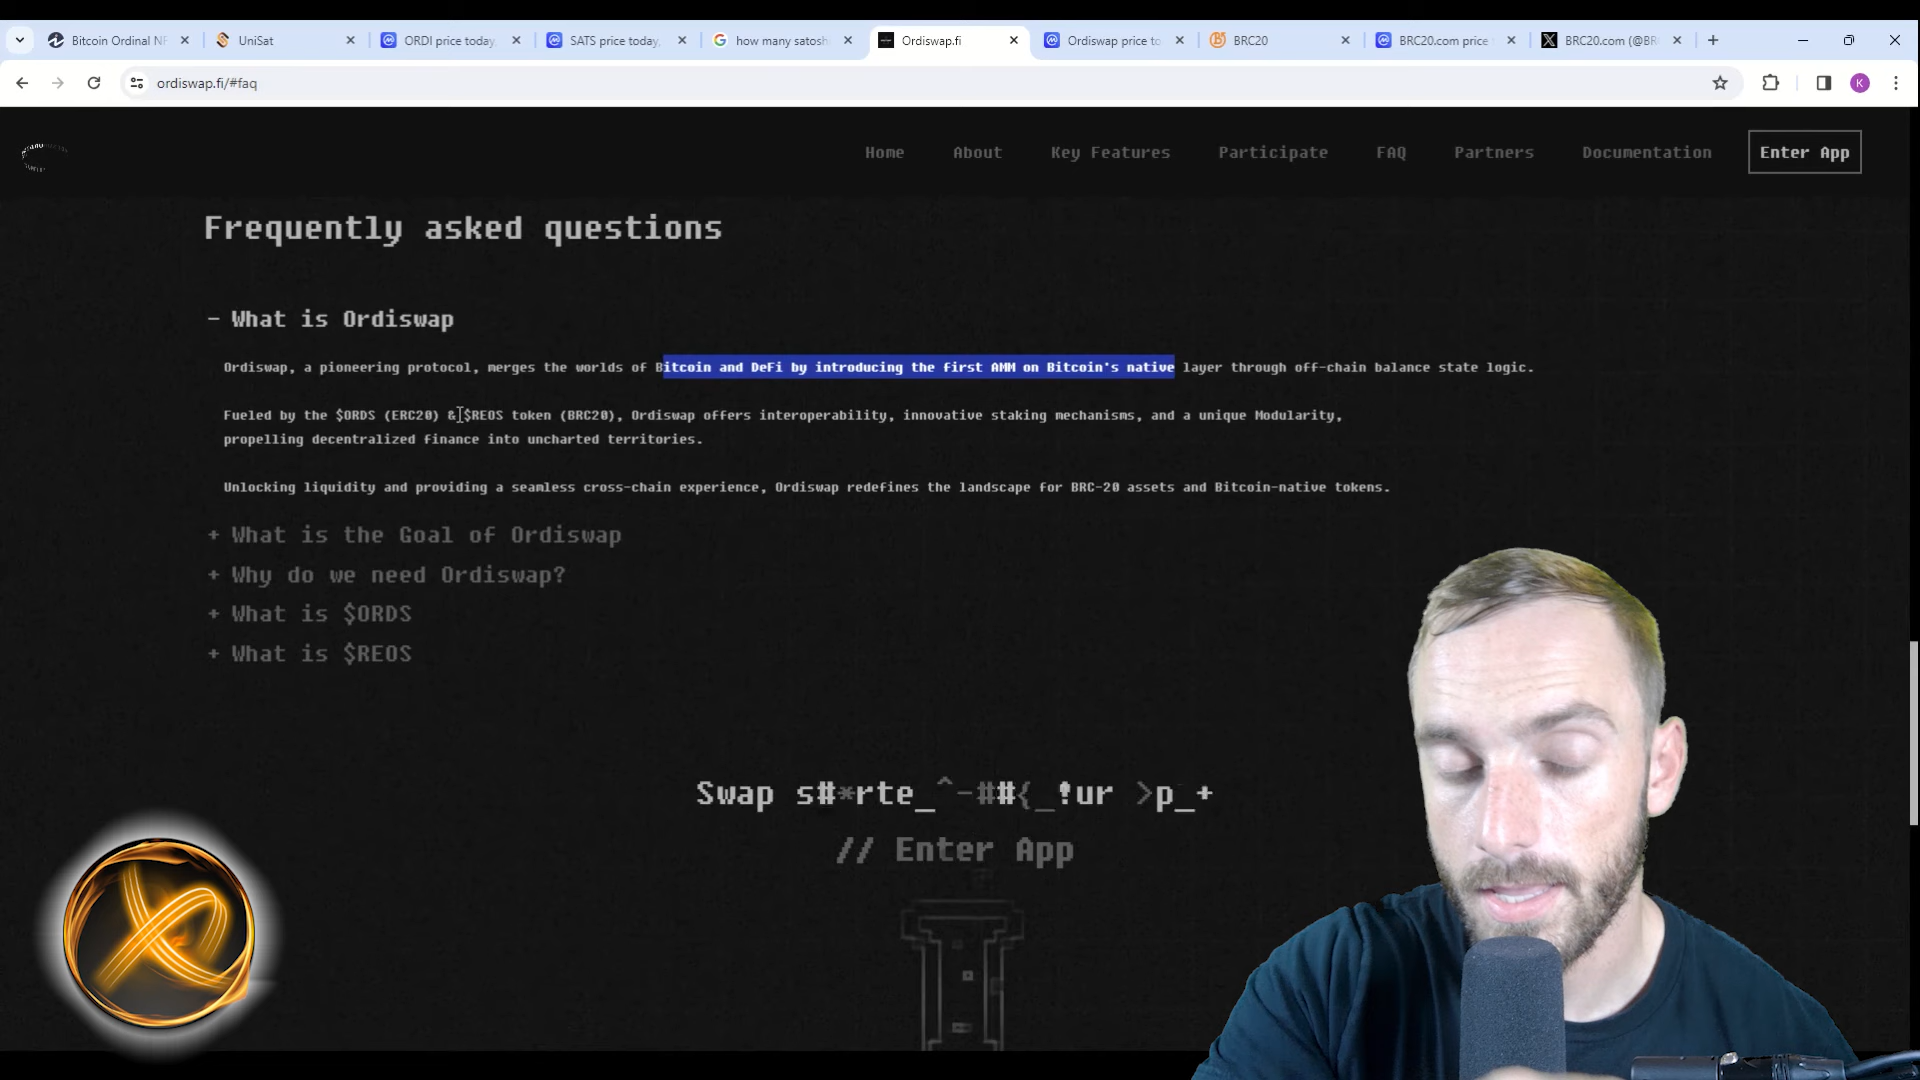 Bitcoin Ordinal NF
UniSat
ORDI price today,
SATS price today,
how many satoshi
Ordiswap.fi
Ordiswap price to
BRC20
BRC20.com price
BRC20.com (@BR
ordiswap.fi/#faq
K
Home
About
Key Features
Participate
FAQ
Partners
Documentation
Enter App
Frequently asked questions
- What is Ordiswap
Ordiswap, a pioneering protocol, merges the worlds of Bitcoin and DeFi by introducing the first AMM on Bitcoin's native layer through off-chain balance state logic.
Fueled by the $ORDS (ERC20) & $REOS token (BRC20), Ordiswap offers interoperability, innovative staking mechanisms, and a unique Modularity,
propelling decentralized finance into uncharted territories.
Unlocking liquidity and providing a seamless cross-chain experience, Ordiswap redefines the landscape for BRC-20 assets and Bitcoin-native tokens.
+ What is the Goal of Ordiswap
+ Why do we need Ordiswap?
+ What is $ORDS
+ What is $REOS
Swap s#*rte_^-##{_!ur >p_+
// Enter App